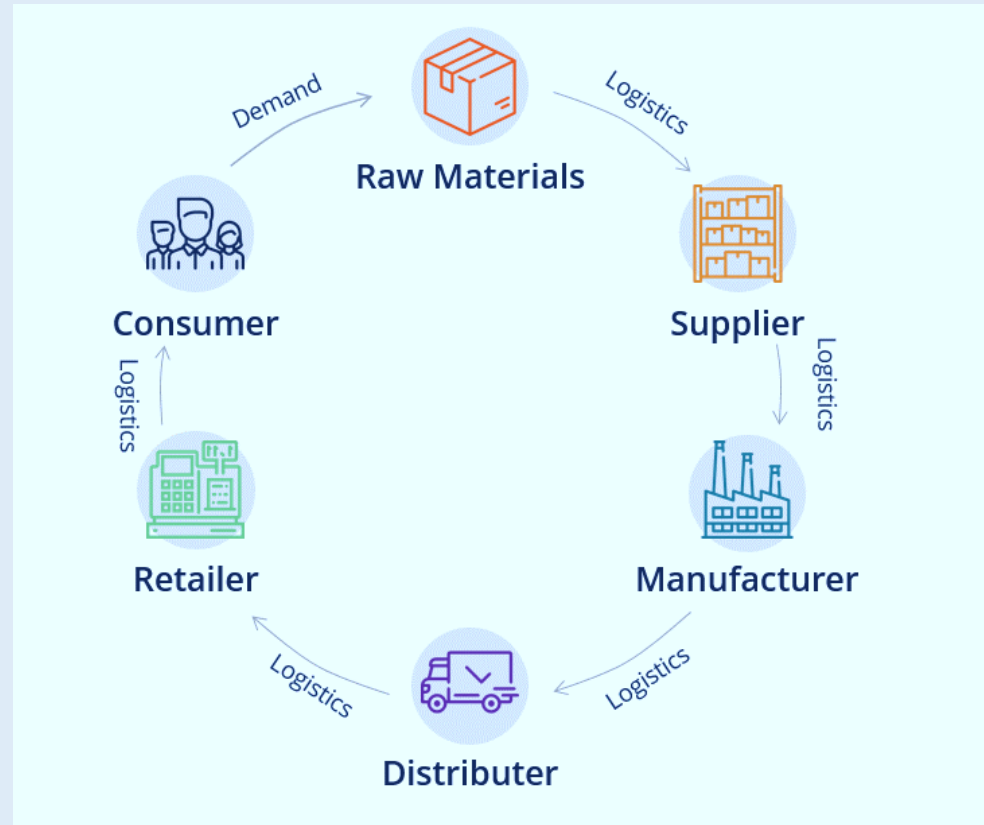 Demand
Logistics
Raw Materials
Consumer
Supplier
Logistics
Logistics
Retailer
Manufacturer
Logistics
Logistics
Distributer